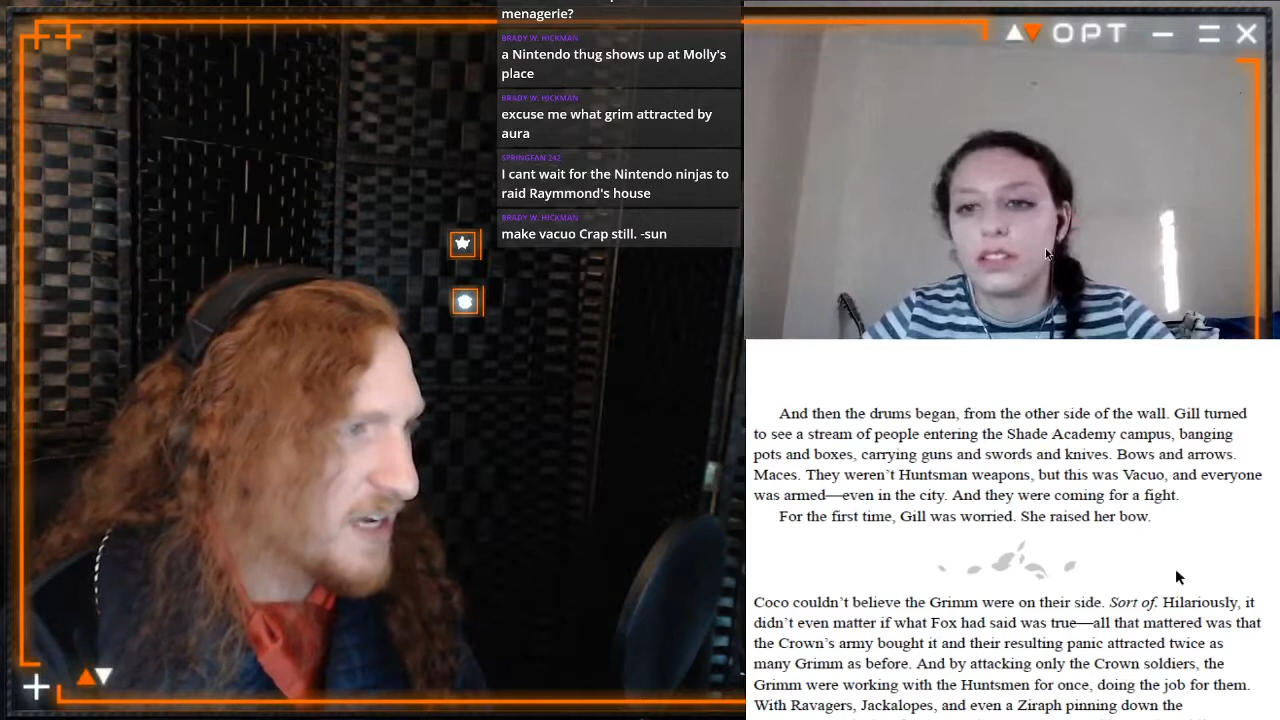 menagerie?
BRADY W. HICKMAN
a Nintendo thug shows up at Molly's
place
BRADY W. HICKMAN
excuse me what grim attracted by
aura
SPRINGFAN 242
I cant wait for the Nintendo ninjas to
raid Raymmond's house
BRADY W. HICKMAN
make vacuo Crap still. -sun
OPT
And then the drums began, from the other side of the wall. Gill turned
to see a stream of people entering the Shade Academy campus, banging
pots and boxes, carrying guns and swords and knives. Bows and arrows.
Maces. They weren't Huntsman weapons, but this was Vacuo, and everyone
was armed—even in the city. And they were coming for a fight.
For the first time, Gill was worried. She raised her bow.
Coco couldn't believe the Grimm were on their side. Sort of. Hilariously, it
didn't even matter if what Fox had said was true—all that mattered was that
the Crown's army bought it and their resulting panic attracted twice as
many Grimm as before. And by attacking only the Crown soldiers, the
Grimm were working with the Huntsmen for once, doing the job for them.
With Ravagers, Jackalopes, and even a Ziraph pinning down the